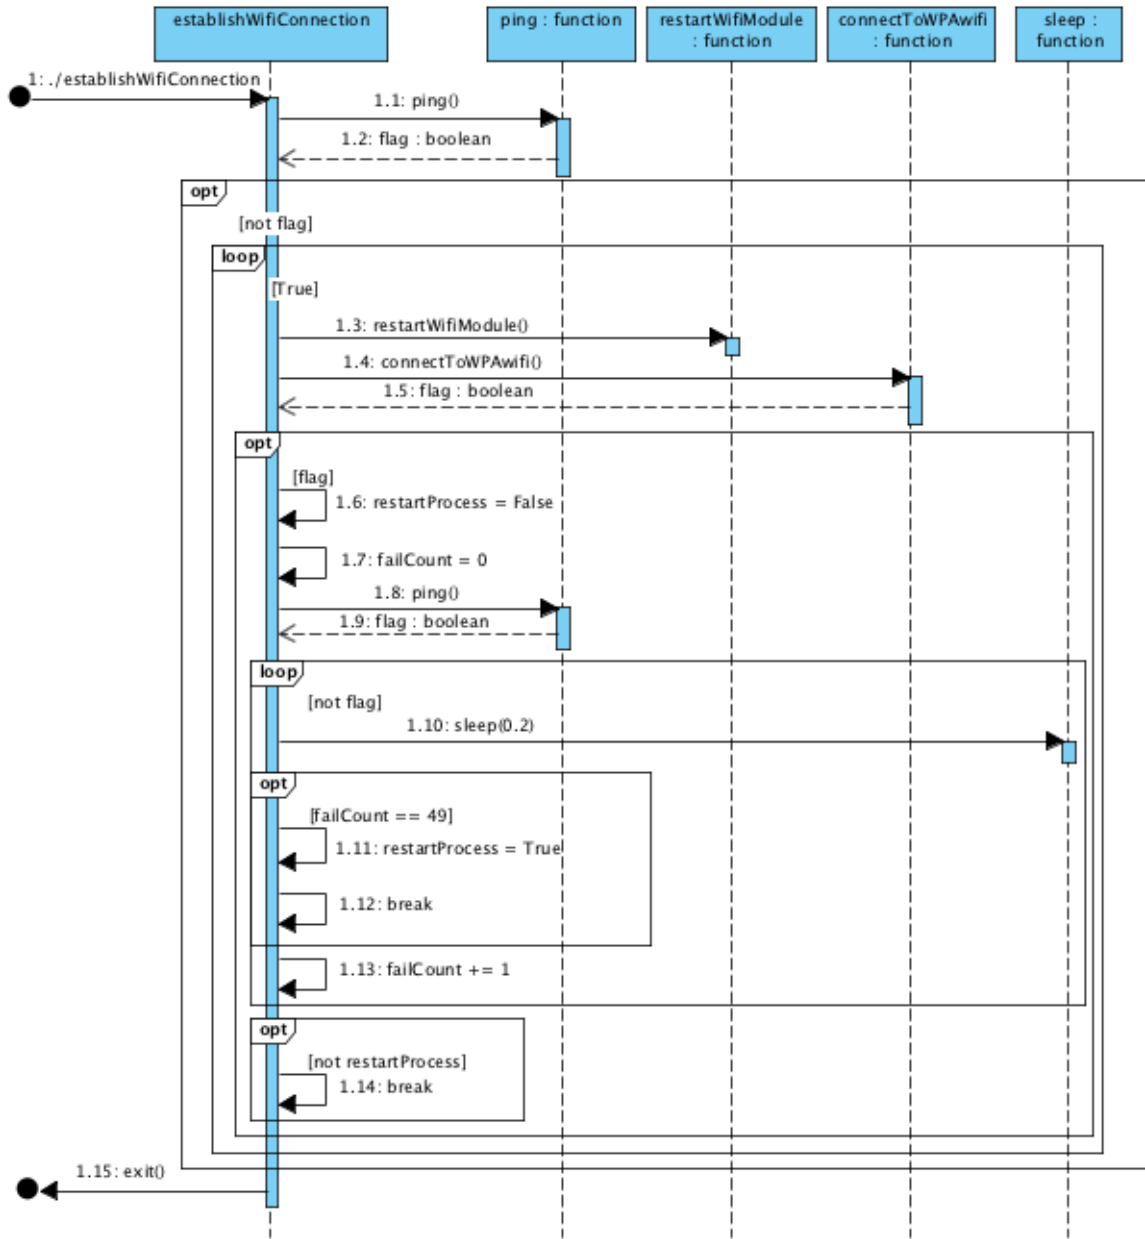 establishWifiConnection
ping : function
restartWifiModule
: function
connectToWPAwifi
: function
sleep :
function
1: ./establishWifiConnection
1.1: ping()
1.2: flag : boolean
opt
[not flag]
loop
[True]
1.3: restartWifiModule()
1.4: connectToWPAwifi()
1.5: flag : boolean
opt
[flag]
1.6: restartProcess = False
1.7: failCount = 0
1.8: ping()
1.9: flag : boolean
loop
[not flag]
1.10: sleep(0.2)
opt
[failCount == 49]
1.11: restartProcess = True
1.12: break
1.13: failCount += 1
opt
[not restartProcess]
1.14: break
1.15: exit()